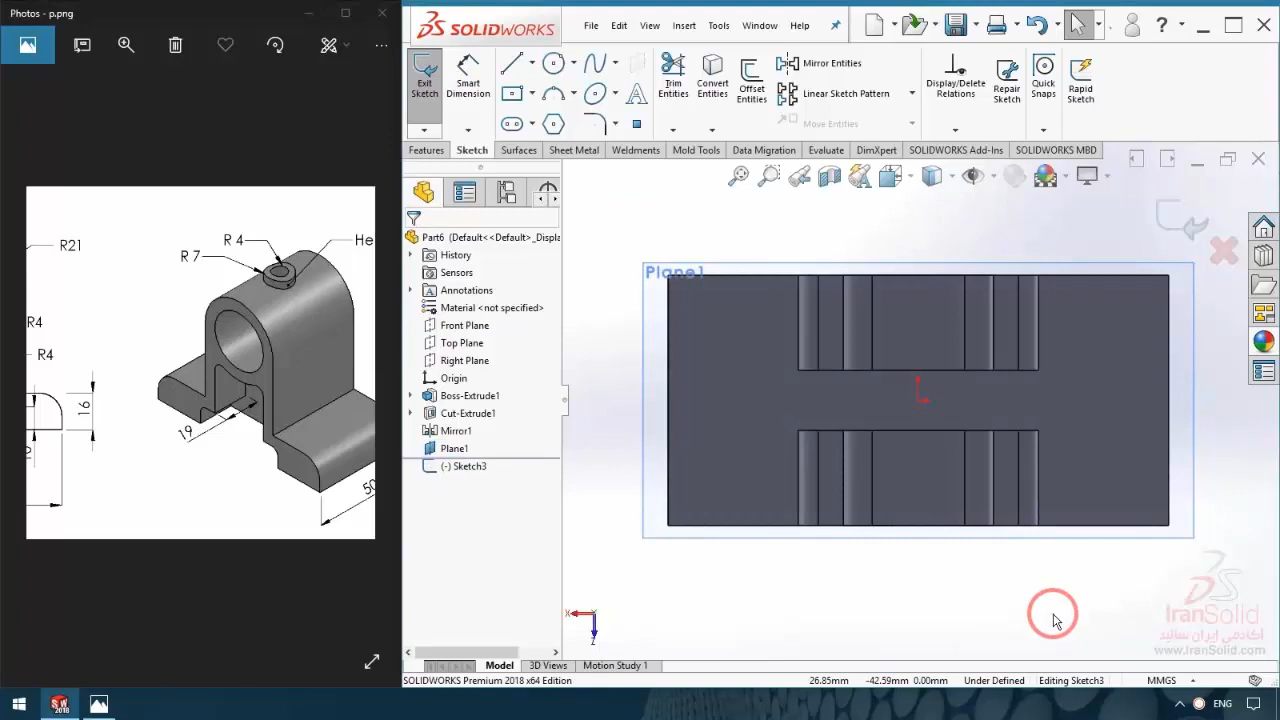 Photos - p.png
R21
R 4
R 7
He
R4
R4
16
19
50
SOLIDWORKS
File Edit View Insert Tools Window Help
Exit Sketch
Smart Dimension
Trim Entities
Convert Entities
Offset Entities
Mirror Entities
Linear Sketch Pattern
Move Entities
Display/Delete Relations
Repair Sketch
Quick Snaps
Rapid Sketch
Features Sketch Surfaces Sheet Metal Weldments Mold Tools Data Migration Evaluate DimXpert SOLIDWORKS Add-Ins SOLIDWORKS MBD
Part6 (Default<<Default>_Displa
History
Sensors
Annotations
Material <not specified>
Front Plane
Top Plane
Right Plane
Origin
Boss-Extrude1
Cut-Extrude1
Mirror1
Plane1
(-) Sketch3
Plane1
X
Z
IranSolid
آکادمی ایران سالید
www.IranSolid.com
Model 3D Views Motion Study 1
SOLIDWORKS Premium 2018 x64 Edition
26.85mm -42.59mm 0.00mm Under Defined Editing Sketch3 MMGS
SW 2018
ENG